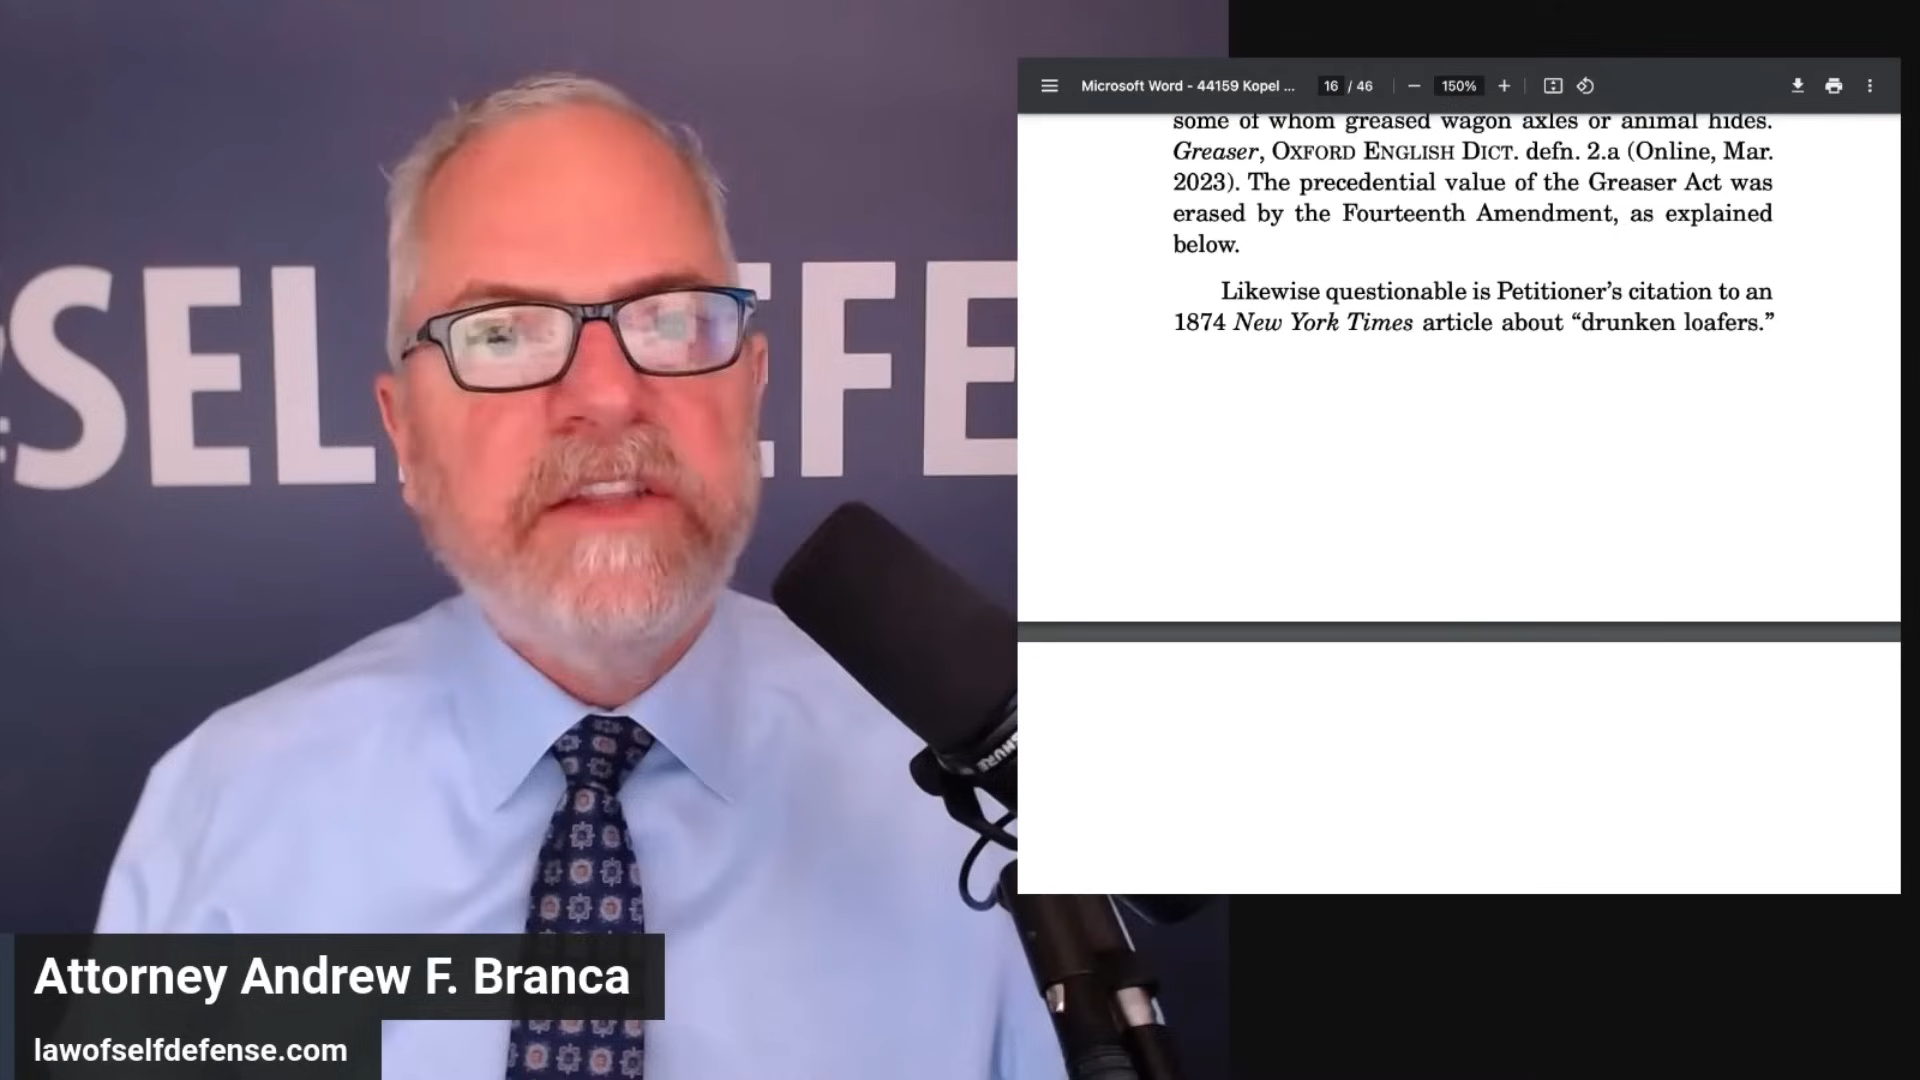 SEL
EFE
Microsoft Word - 44159 Kopel ...
16 / 46
150%
some of whom greased wagon axles or animal hides.
Greaser, OXFORD ENGLISH DICT. defn. 2.a (Online, Mar.
2023). The precedential value of the Greaser Act was
erased by the Fourteenth Amendment, as explained
below.
Likewise questionable is Petitioner’s citation to an
1874 New York Times article about “drunken loafers.”
SHURE
Attorney Andrew F. Branca
lawofselfdefense.com